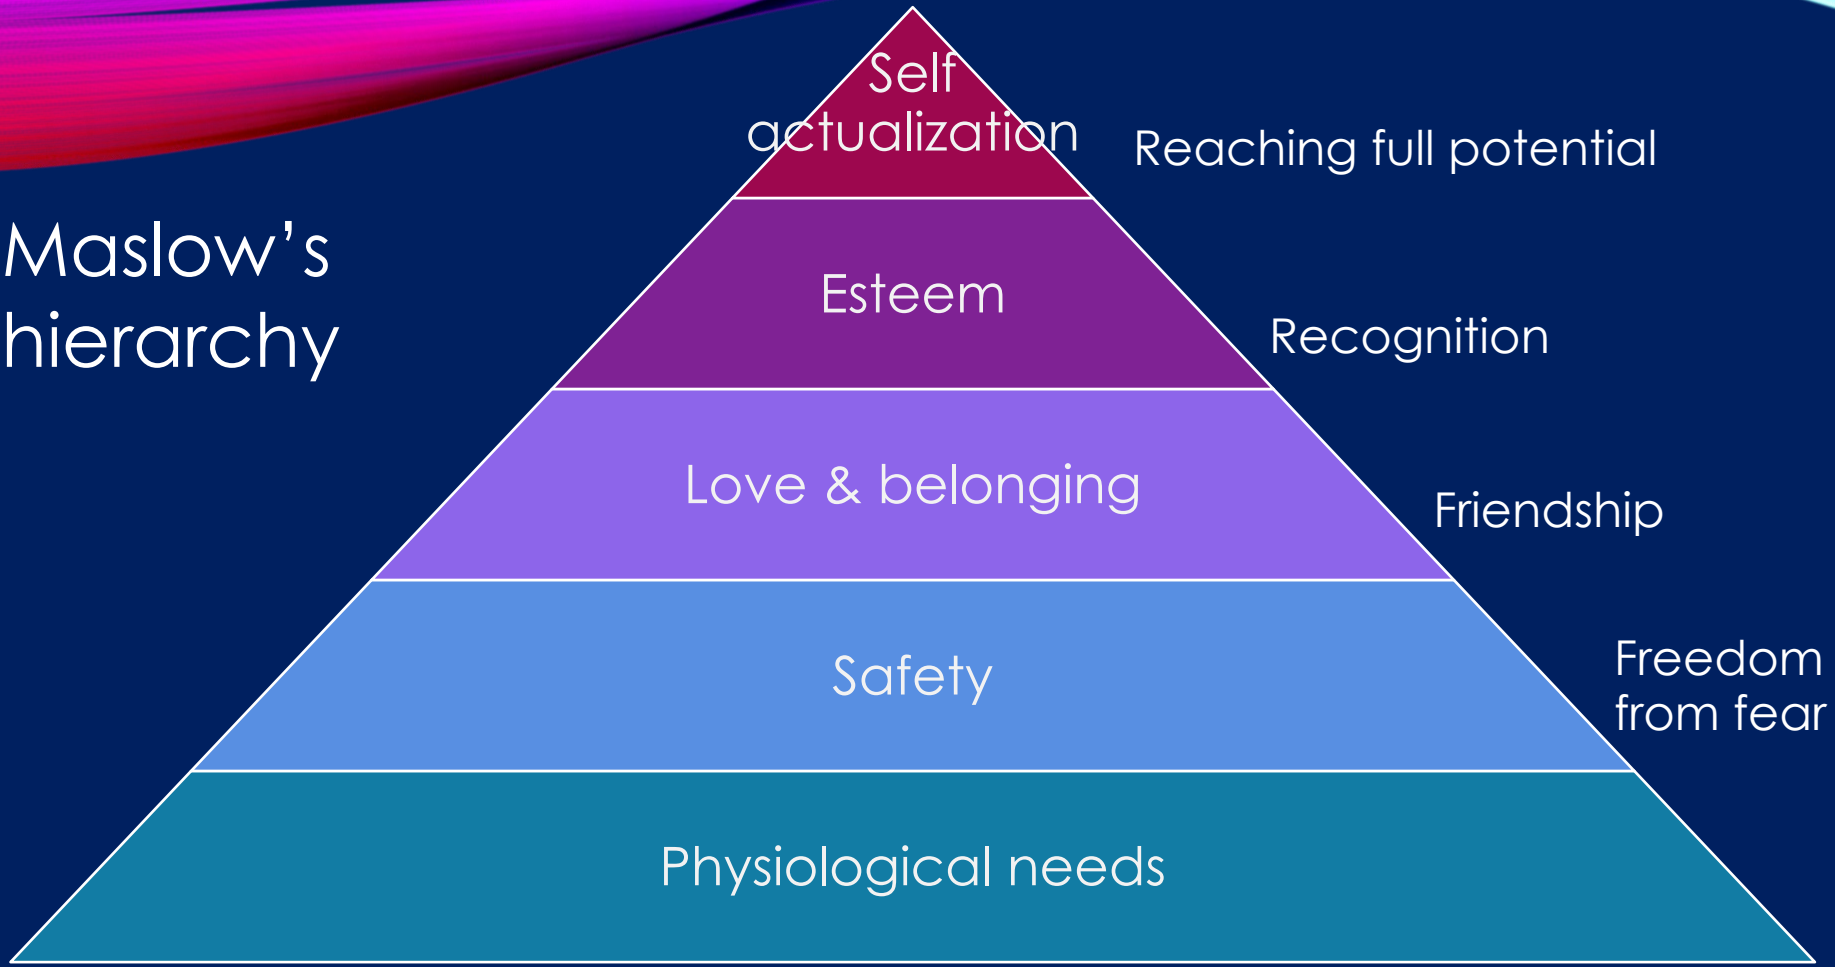 Self
actualization
Reaching full potential
Maslow’s
hierarchy
Esteem
Recognition
Love & belonging
Friendship
Safety
Freedom
from fear
Physiological needs